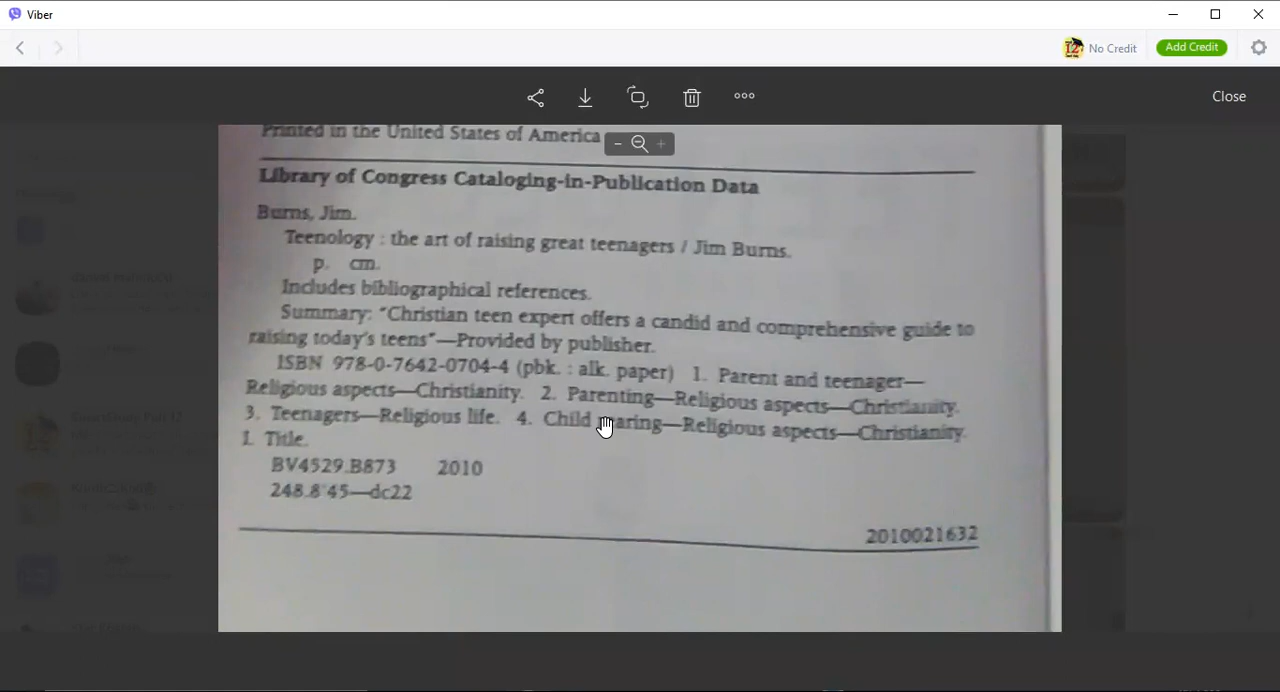 Viber
No Credit
Add Credit
Close
Printed in the United States of America
Library of Congress Cataloging-in-Publication Data
Burns, Jim.
Teenology : the art of raising great teenagers / Jim Burns.
p. cm.
Includes bibliographical references.
Summary: "Christian teen expert offers a candid and comprehensive guide to
raising today's teens"—Provided by publisher.
ISBN 978-0-7642-0704-4 (pbk. : alk. paper) 1. Parent and teenager—
Religious aspects—Christianity. 2. Parenting—Religious aspects—Christianity.
3. Teenagers—Religious life. 4. Child rearing—Religious aspects—Christianity.
I. Title.
BV4529.B873 2010
248.8'45—dc22
2010021632